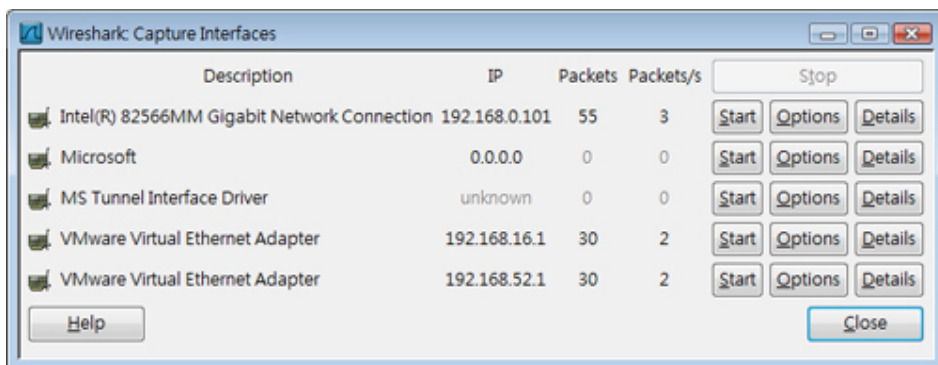 Wireshark: Capture Interfaces
Description IP Packets Packets/s Stop
Intel(R) 82566MM Gigabit Network Connection 192.168.0.101 55 3 Start Options Details
Microsoft 0.0.0.0 0 0 Start Options Details
MS Tunnel Interface Driver unknown 0 0 Start Options Details
VMware Virtual Ethernet Adapter 192.168.16.1 30 2 Start Options Details
VMware Virtual Ethernet Adapter 192.168.52.1 30 2 Start Options Details
Help Close